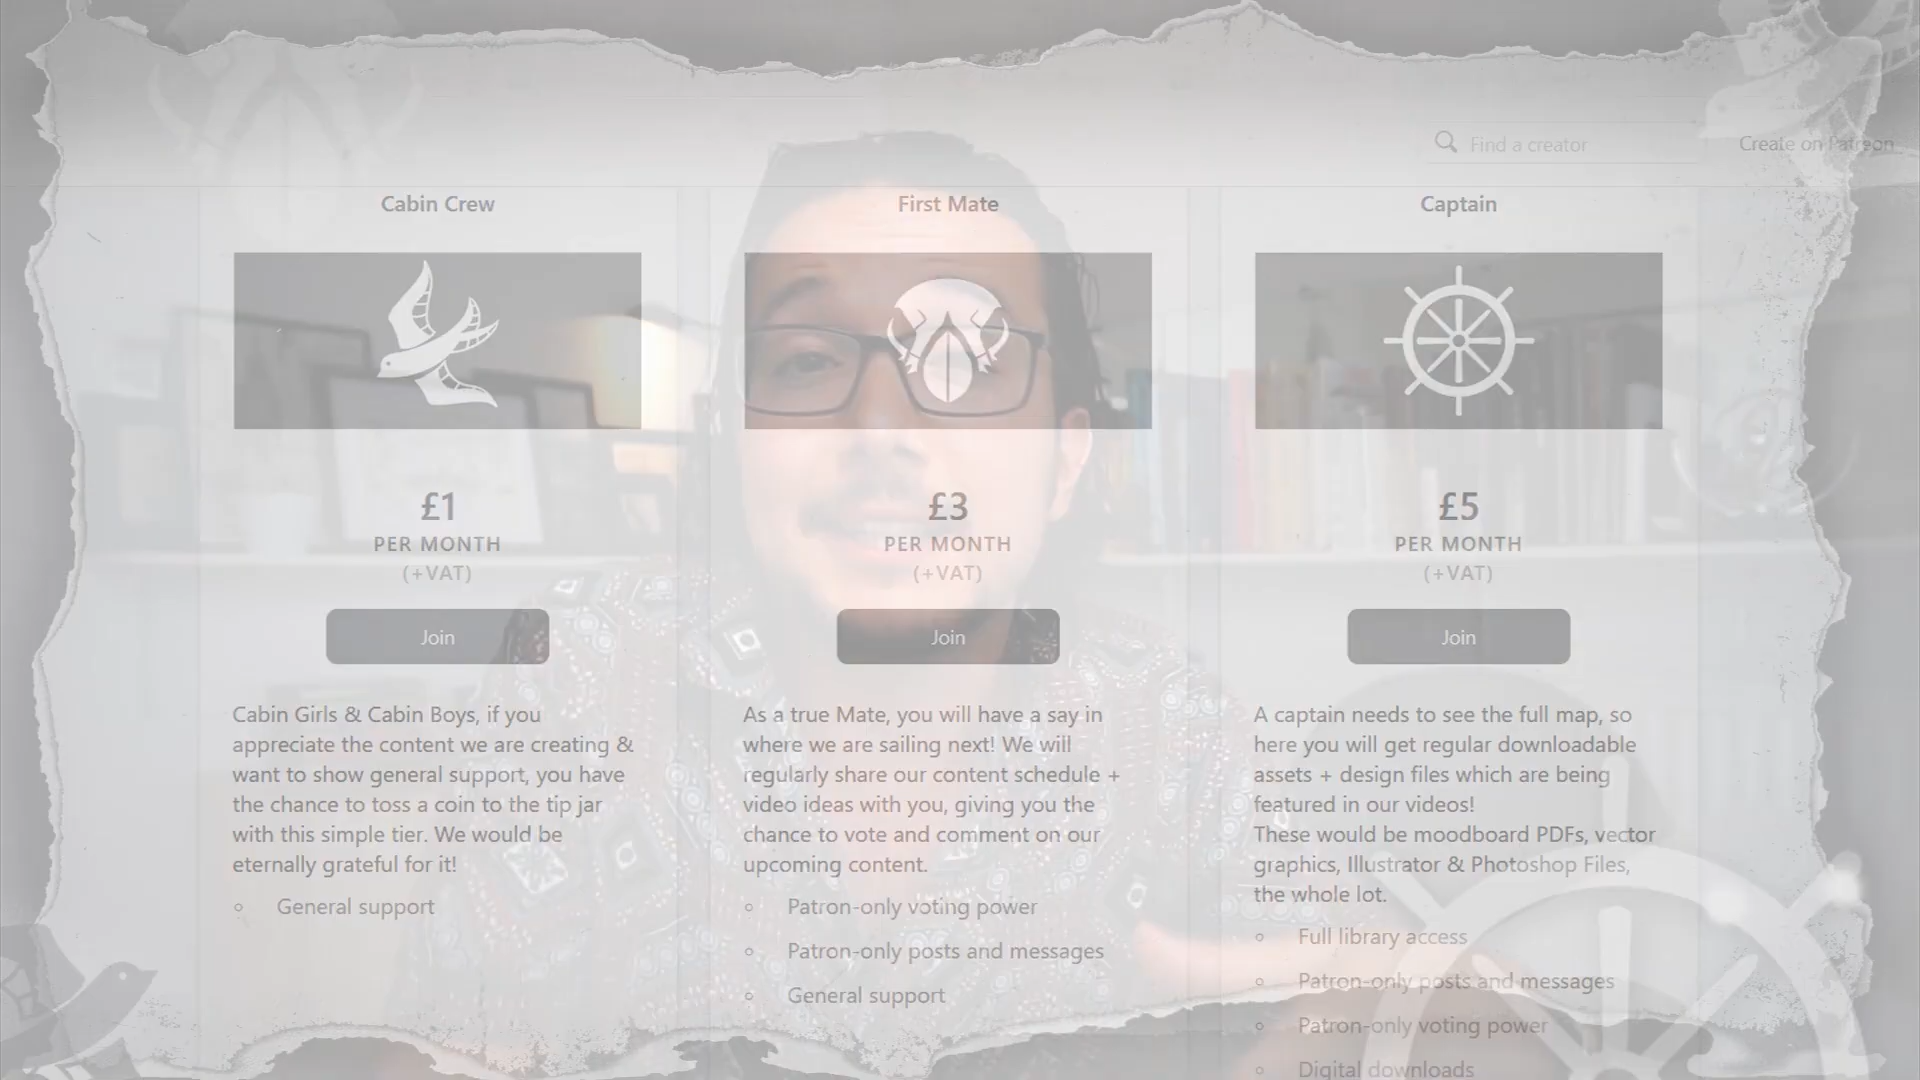 Find a creator
Create on Patreon
Cabin Crew
£1
PER MONTH
(+VAT)
Join
Cabin Girls & Cabin Boys, if you
appreciate the content we are creating &
want to show general support, you have
the chance to toss a coin to the tip jar
with this simple tier. We would be
eternally grateful for it!
General support
First Mate
£3
PER MONTH
(+VAT)
Join
As a true Mate, you will have a say in
where we are sailing next! We will
regularly share our content schedule +
video ideas with you, giving you the
chance to vote and comment on our
upcoming content.
Patron-only voting power
Patron-only posts and messages
General support
Captain
£5
PER MONTH
(+VAT)
Join
A captain needs to see the full map, so
here you will get regular downloadable
assets + design files which are being
featured in our videos!
These would be moodboard PDFs, vector
graphics, Illustrator & Photoshop Files,
the whole lot.
Full library access
Patron-only posts and messages
Patron-only voting power
Digital downloads